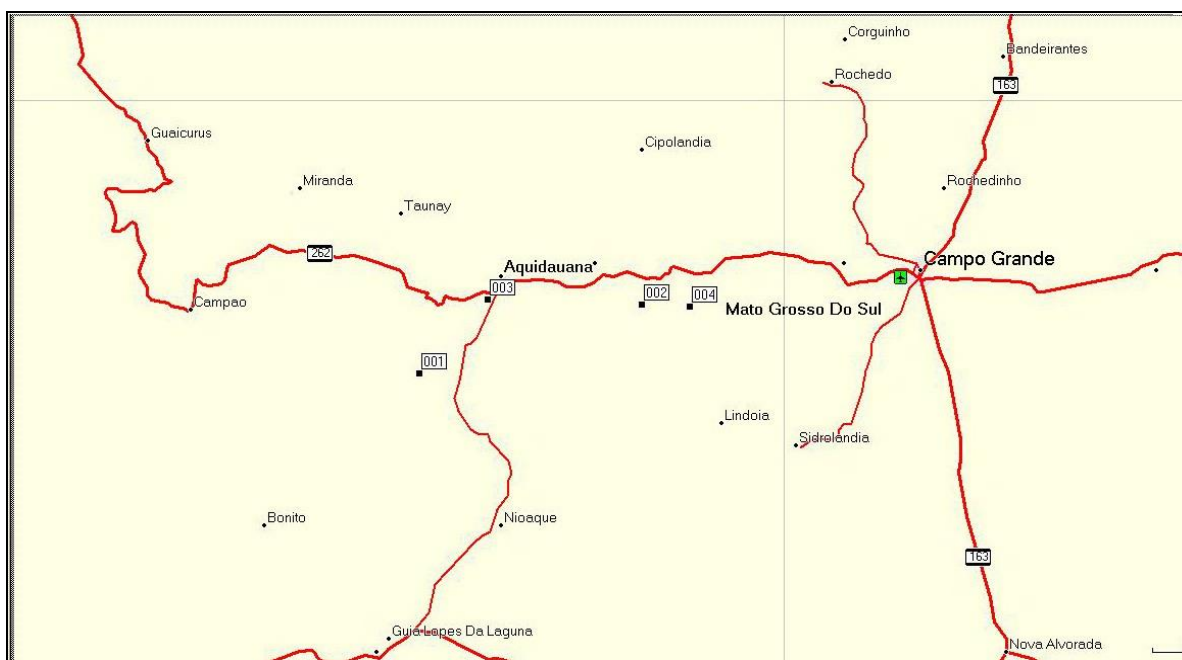 Corguinho
Bandeirantes
Rochedo
163
Guaicurus
Cipolandia
Miranda
Rochedinho
Taunay
262
Campo Grande
Aquidauana
003
002
004
Campao
Mato Grosso Do Sul
001
Lindoia
Sidrolandia
Bonito
Nioaque
163
Guia Lopes Da Laguna
Nova Alvorada